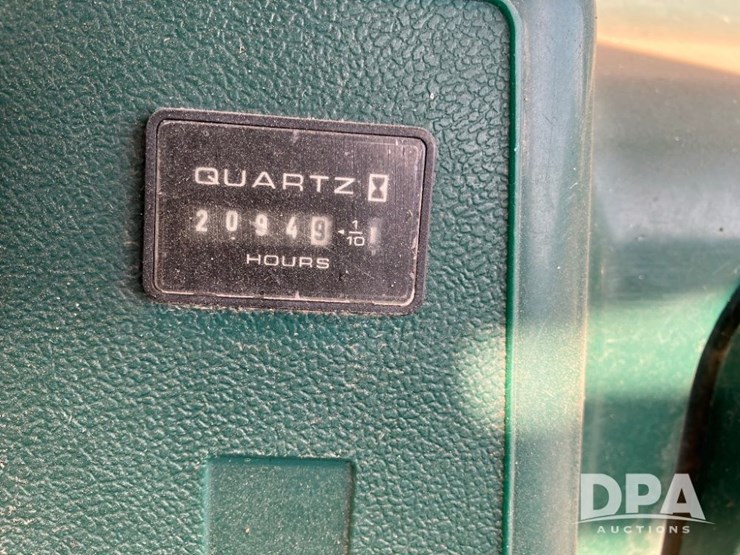 QUARTZ
20949 1/10
HOURS
DPA
AUCTIONS